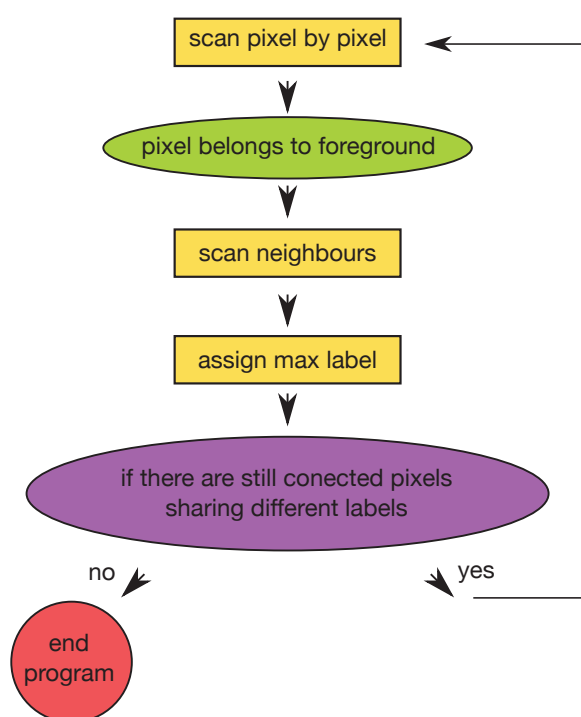 scan pixel by pixel
pixel belongs to foreground
scan neighbours
assign max label
if there are still conected pixels
sharing different labels
no
yes
end
program